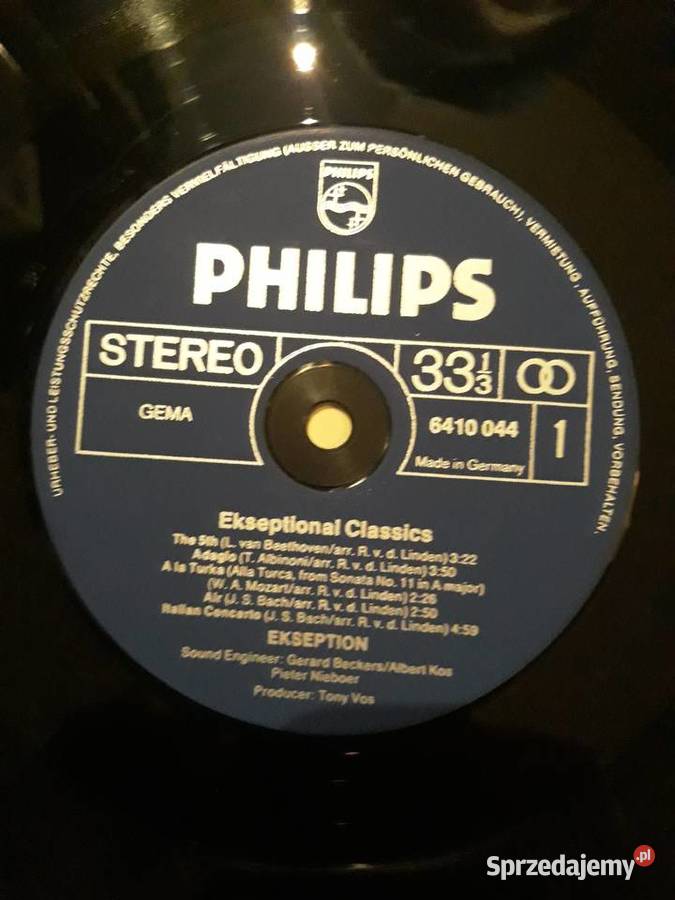 URHEBER- UND LEISTUNGSSCHUTZRECHTE, BESONDERS VERVIELFÄLTIGUNG (AUSSER ZUM PERSÖNLICHEN GEBRAUCH), VERMIETUNG, AUFFÜHRUNG, SENDUNG, VORBEHALTEN.
PHILIPS
PHILIPS
STEREO
33 1/3
GEMA
6410 044
1
Made in Germany
Ekseptional Classics
The 5th (L. van Beethoven/arr. R. v. d. Linden) 3:22
Adagio (T. Albinoni/arr. R. v. d. Linden) 3:50
A la Turka (Alla Turca, from Sonata No. 11 in A major)
(W. A. Mozart/arr. R. v. d. Linden) 2:26
Air (J. S. Bach/arr. R. v. d. Linden) 2:50
Italian Concerto (J. S. Bach/arr. R. v. d. Linden) 4:59
EKSEPTION
Sound Engineer: Gerard Beckers/Albert Kos
Pieter Nieboer
Producer: Tony Vos
Sprzedajemy.pl